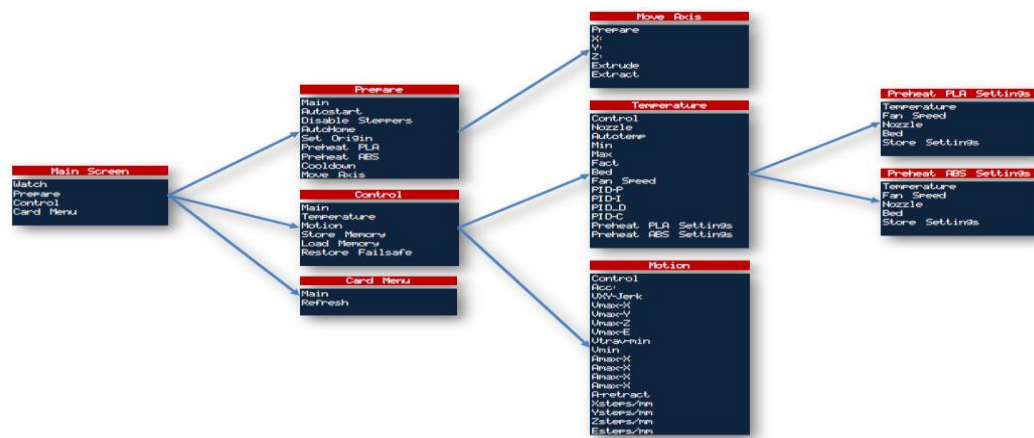 Main Screen
Watch
Prepare
Control
Card Menu
Prepare
Main
Autostart
Disable Steppers
AutoHome
Set Origin
Preheat PLA
Preheat ABS
Cooldown
Move Axis
Control
Main
Temperature
Motion
Store Memory
Load Memory
Restore Failsafe
Card Menu
Main
Refresh
Move Axis
Prepare
X:
Y:
Z:
Extrude
Extract
Temperature
Control
Nozzle
Autotemp
Min
Max
Fact
Bed
Fan Speed
PID-P
PID-I
PID_D
PID-C
Preheat PLA Settings
Preheat ABS Settings
Motion
Control
Acc:
VXY-Jerk
Vmax-X
Vmax-Y
Vmax-Z
Vmax-E
Vtrav-min
Vmin
Amax-X
Amax-X
Amax-X
Amax-X
A-retract
Xsteps/mm
Ysteps/mm
Zsteps/mm
Esteps/mm
Preheat PLA Settings
Temperature
Fan Speed
Nozzle
Bed
Store Settings
Preheat ABS Settings
Temperature
Fan Speed
Nozzle
Bed
Store Settings